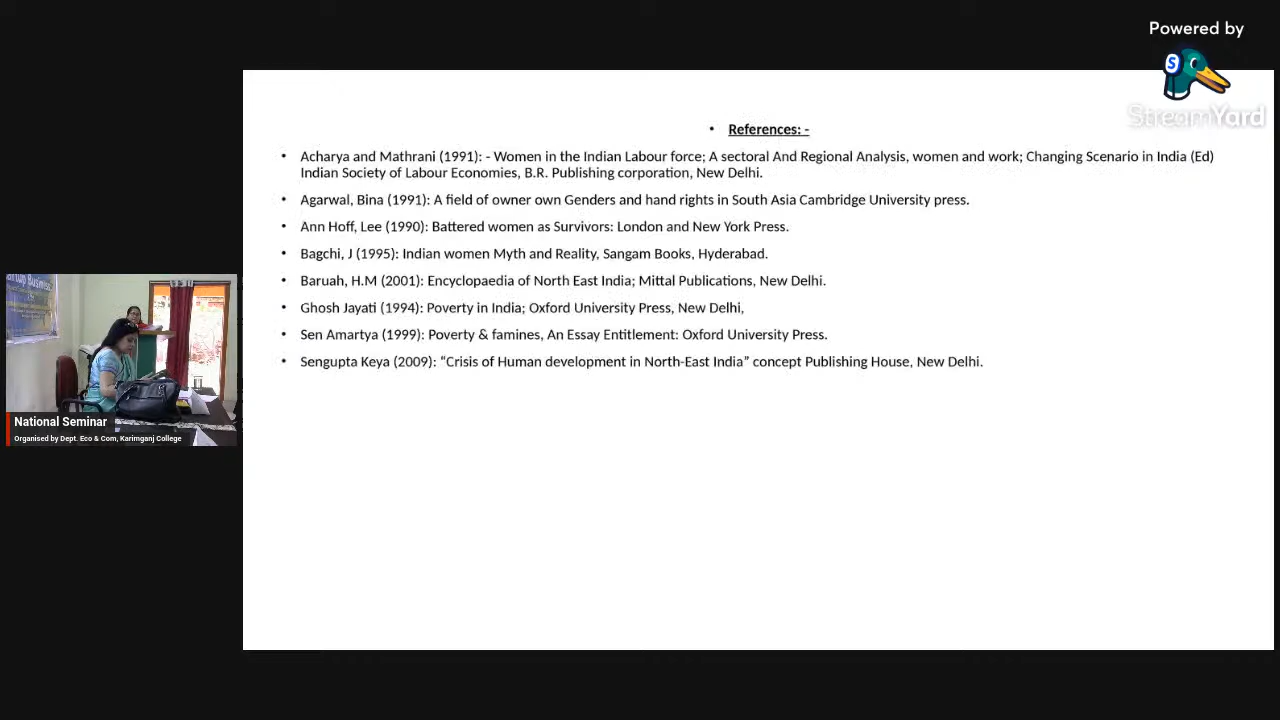 Powered by
StreamYard
• References: -
• Acharya and Mathrani (1991): - Women in the Indian Labour force; A sectoral And Regional Analysis, women and work; Changing Scenario in India (Ed)
Indian Society of Labour Economies, B.R. Publishing corporation, New Delhi.
• Agarwal, Bina (1991): A field of owner own Genders and hand rights in South Asia Cambridge University press.
• Ann Hoff, Lee (1990): Battered women as Survivors: London and New York Press.
• Bagchi, J (1995): Indian women Myth and Reality, Sangam Books, Hyderabad.
• Baruah, H.M (2001): Encyclopaedia of North East India; Mittal Publications, New Delhi.
• Ghosh Jayati (1994): Poverty in India; Oxford University Press, New Delhi,
• Sen Amartya (1999): Poverty & famines, An Essay Entitlement: Oxford University Press.
• Sengupta Keya (2009): “Crisis of Human development in North-East India” concept Publishing House, New Delhi.
National Seminar
Organised by Dept. Eco & Com, Karimganj College